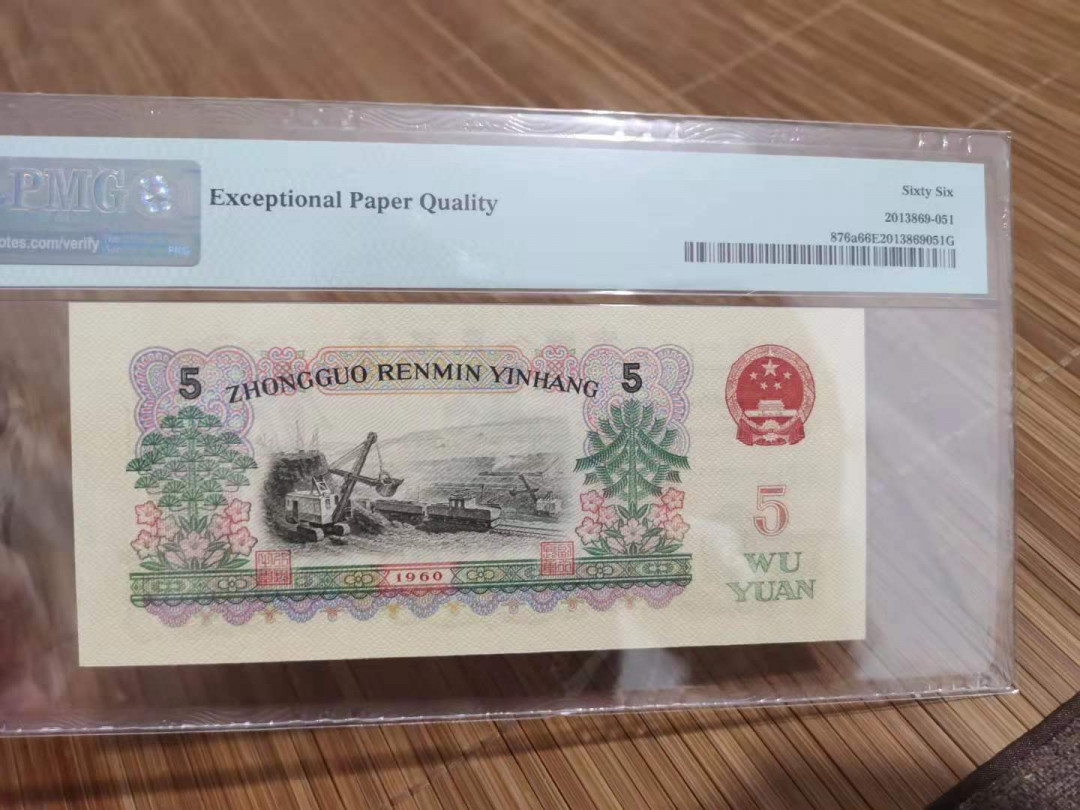 PMG
otes.com/verify
PMG
Exceptional Paper Quality
Sixty Six
2013869-051
876a66E2013869051G
5 ZHONGGUO RENMIN YINHANG 5
1960
5
WU
YUAN